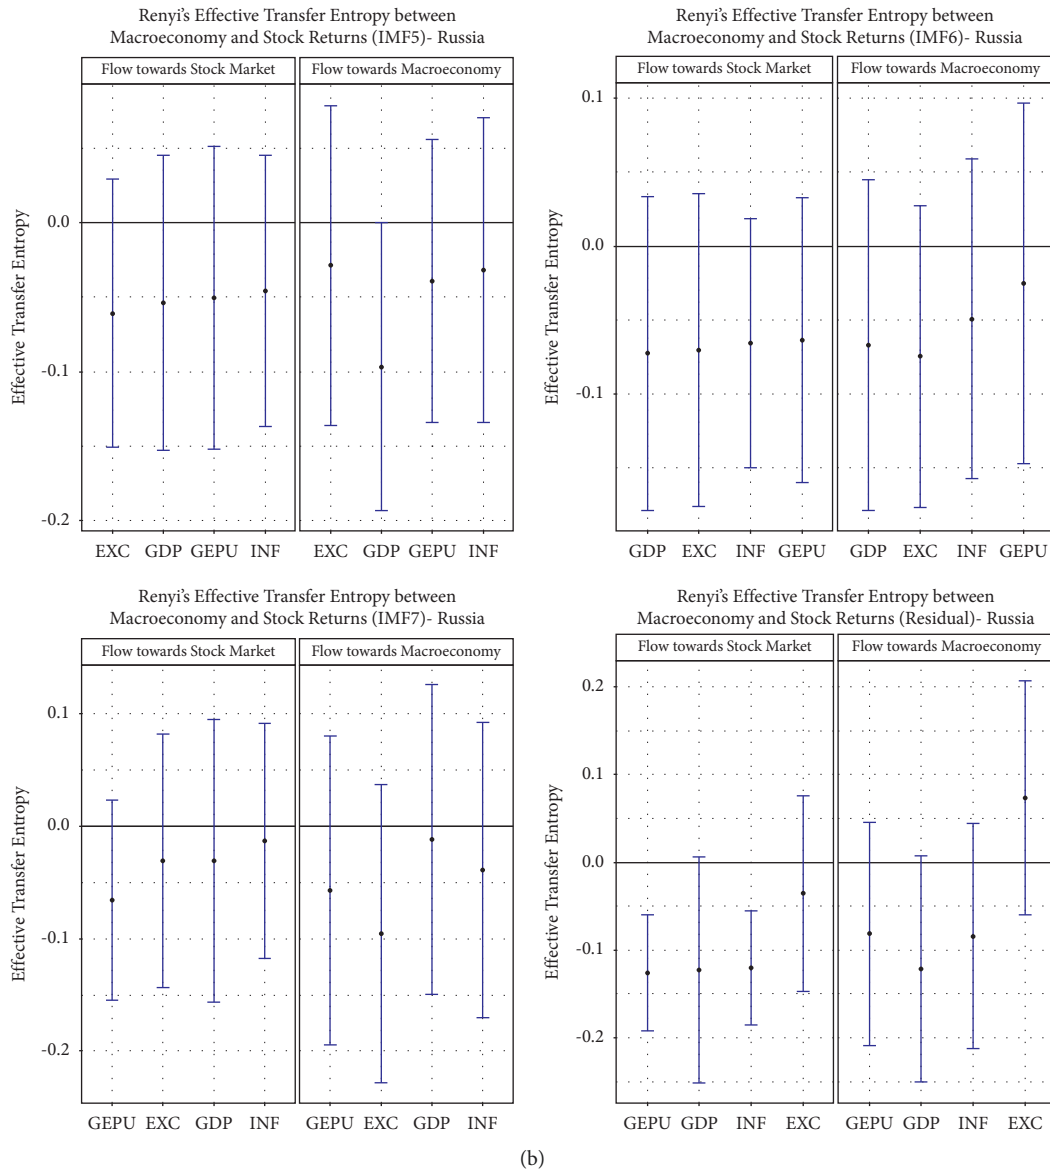 Renyi’s Effective Transfer Entropy between
Macroeconomy and Stock Returns (IMF5)- Russia
Flow towards Stock Market
Flow towards Macroeconomy
Effective Transfer Entropy
0.0
-0.1
-0.2
EXC GDP GEPU INF
EXC GDP GEPU INF
Renyi’s Effective Transfer Entropy between
Macroeconomy and Stock Returns (IMF6)- Russia
Flow towards Stock Market
Flow towards Macroeconomy
Effective Transfer Entropy
0.1
0.0
-0.1
GDP EXC INF GEPU
GDP EXC INF GEPU
Renyi’s Effective Transfer Entropy between
Macroeconomy and Stock Returns (IMF7)- Russia
Flow towards Stock Market
Flow towards Macroeconomy
Effective Transfer Entropy
0.1
0.0
-0.1
-0.2
GEPU EXC GDP INF
GEPU EXC GDP INF
Renyi’s Effective Transfer Entropy between
Macroeconomy and Stock Returns (Residual)- Russia
Flow towards Stock Market
Flow towards Macroeconomy
Effective Transfer Entropy
0.2
0.1
0.0
-0.1
-0.2
GEPU GDP INF EXC
GEPU GDP INF EXC
(b)